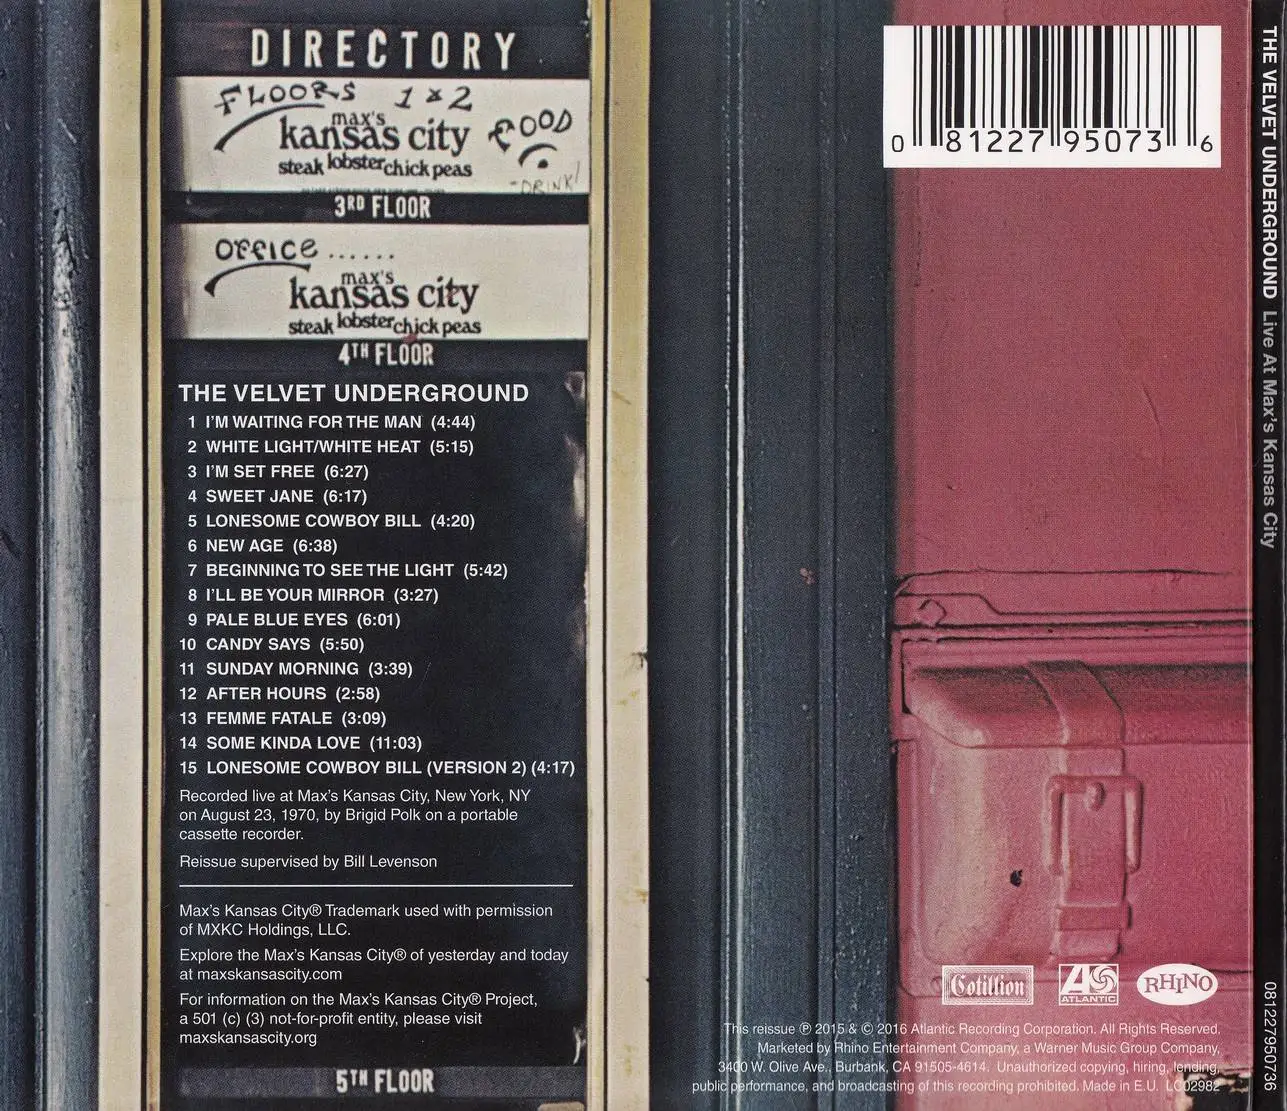 DIRECTORY
FLOORS 1 & 2
max's
kansas city
steak lobster chick peas
FOOD
-DRINK!
3RD FLOOR
OFFICE......
max's
kansas city
steak lobster chick peas
4TH FLOOR
THE VELVET UNDERGROUND
1 I'M WAITING FOR THE MAN (4:44)
2 WHITE LIGHT/WHITE HEAT (5:15)
3 I'M SET FREE (6:27)
4 SWEET JANE (6:17)
5 LONESOME COWBOY BILL (4:20)
6 NEW AGE (6:38)
7 BEGINNING TO SEE THE LIGHT (5:42)
8 I'LL BE YOUR MIRROR (3:27)
9 PALE BLUE EYES (6:01)
10 CANDY SAYS (5:50)
11 SUNDAY MORNING (3:39)
12 AFTER HOURS (2:58)
13 FEMME FATALE (3:09)
14 SOME KINDA LOVE (11:03)
15 LONESOME COWBOY BILL (VERSION 2) (4:17)
Recorded live at Max's Kansas City, New York, NY
on August 23, 1970, by Brigid Polk on a portable
cassette recorder.
Reissue supervised by Bill Levenson
Max's Kansas City® Trademark used with permission
of MXKC Holdings, LLC.
Explore the Max's Kansas City® of yesterday and today
at maxskansascity.com
For information on the Max's Kansas City® Project,
a 501 (c) (3) not-for-profit entity, please visit
maxskansascity.org
5TH FLOOR
0 81227 95073 6
Cotillion
ATLANTIC
RHINO
This reissue ℗ 2015 & © 2016 Atlantic Recording Corporation. All Rights Reserved.
Marketed by Rhino Entertainment Company, a Warner Music Group Company,
3400 W. Olive Ave., Burbank, CA 91505-4614. Unauthorized copying, hiring, lending,
public performance, and broadcasting of this recording prohibited. Made in E.U. LC02982
THE VELVET UNDERGROUND Live At Max's Kansas City
081227950736